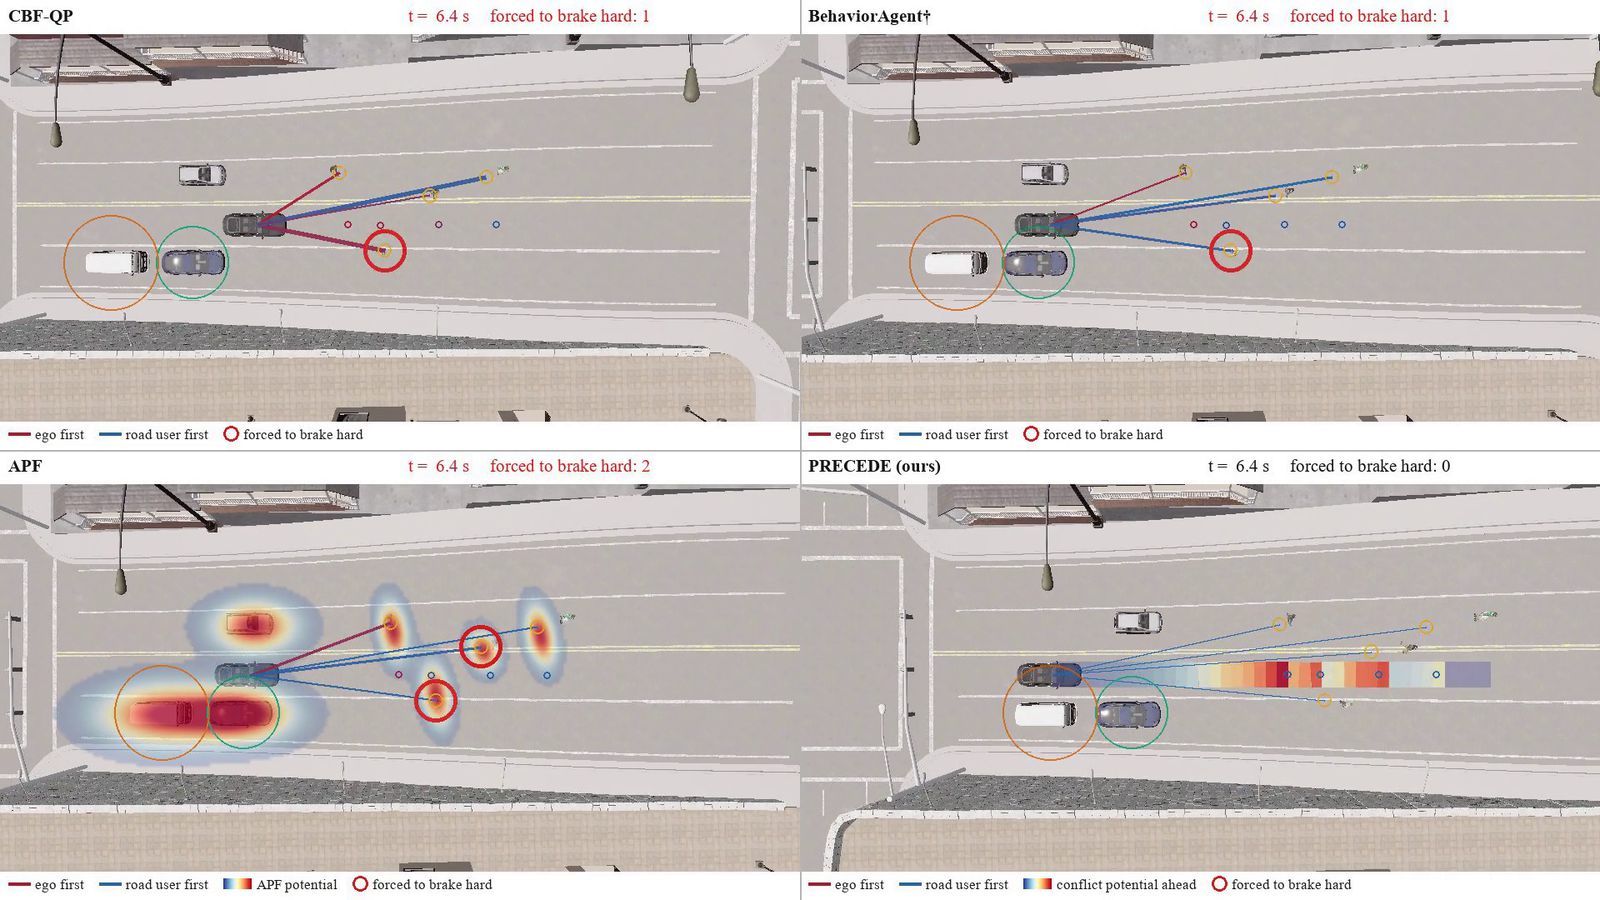 CBF-QP t = 6.4 s forced to brake hard: 1
ego first road user first forced to brake hard
BehaviorAgent† t = 6.4 s forced to brake hard: 1
ego first road user first forced to brake hard
APF t = 6.4 s forced to brake hard: 2
ego first road user first APF potential forced to brake hard
PRECEDE (ours) t = 6.4 s forced to brake hard: 0
ego first road user first conflict potential ahead forced to brake hard